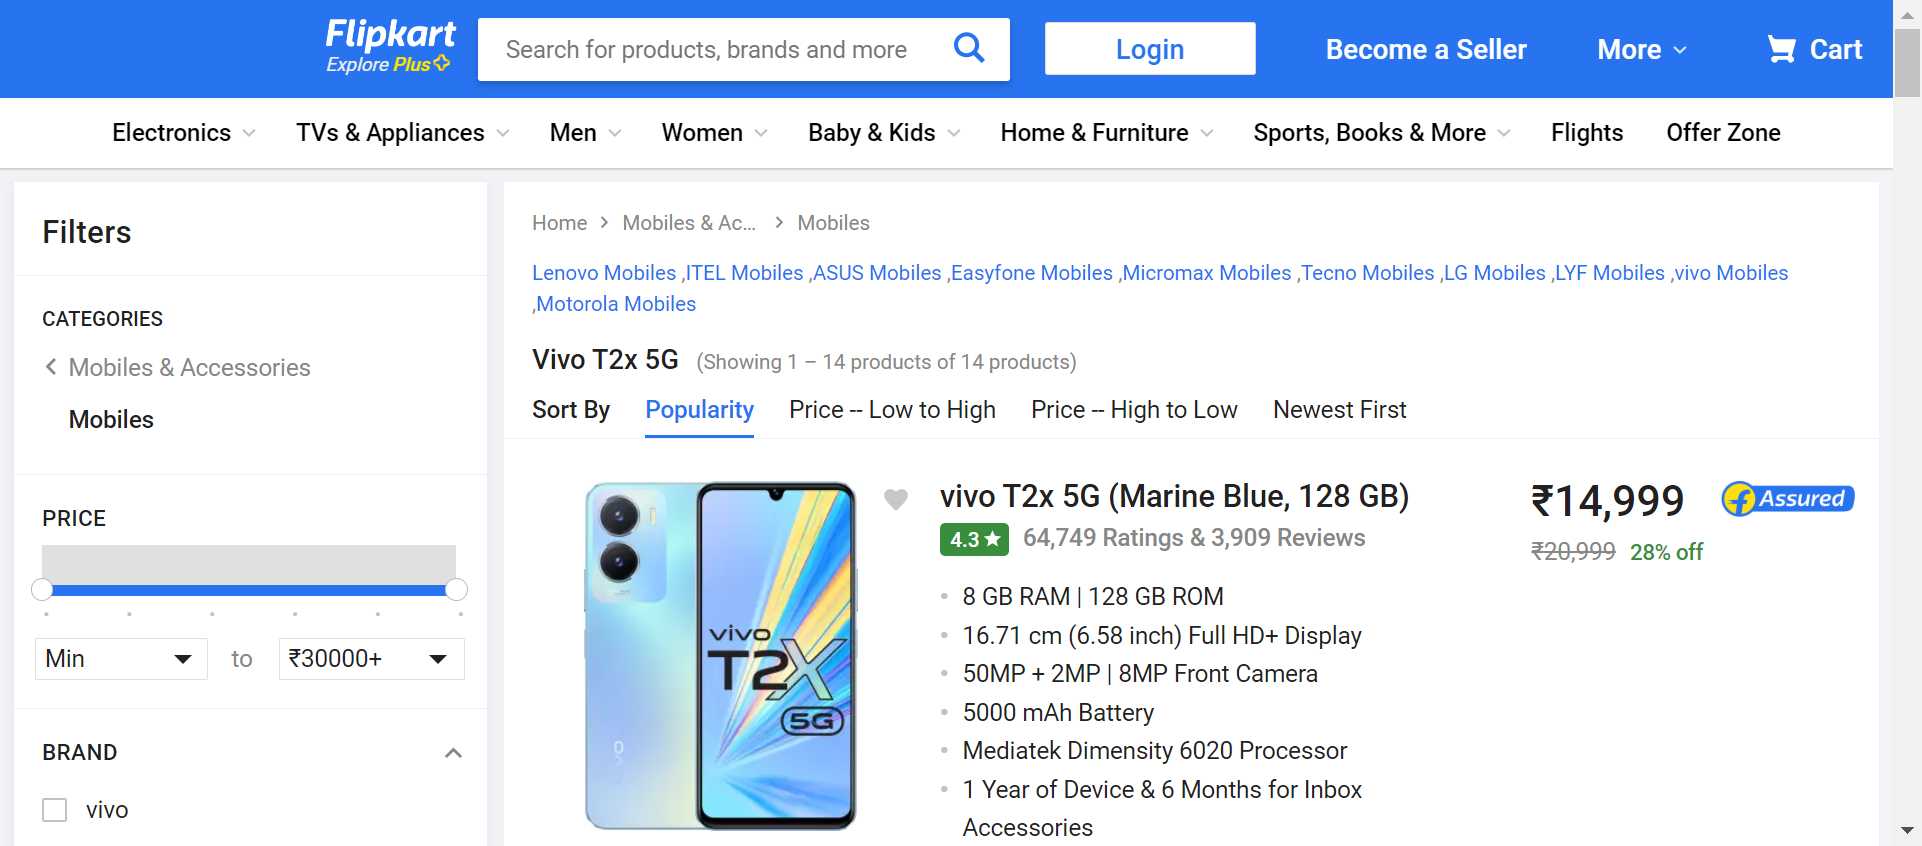 Flipkart
Explore Plus
Search for products, brands and more
Login
Become a Seller
More
Cart
Electronics
TVs & Appliances
Men
Women
Baby & Kids
Home & Furniture
Sports, Books & More
Flights
Offer Zone
Filters
CATEGORIES
Mobiles & Accessories
Mobiles
PRICE
Min
to
₹30000+
BRAND
vivo
Home
Mobiles & Ac...
Mobiles
Lenovo Mobiles ,ITEL Mobiles ,ASUS Mobiles ,Easyfone Mobiles ,Micromax Mobiles ,Tecno Mobiles ,LG Mobiles ,LYF Mobiles ,vivo Mobiles
,Motorola Mobiles
Vivo T2x 5G (Showing 1 – 14 products of 14 products)
Sort By
Popularity
Price -- Low to High
Price -- High to Low
Newest First
vivo
T2X
5G
vivo T2x 5G (Marine Blue, 128 GB)
4.3★ 64,749 Ratings & 3,909 Reviews
8 GB RAM | 128 GB ROM
16.71 cm (6.58 inch) Full HD+ Display
50MP + 2MP | 8MP Front Camera
5000 mAh Battery
Mediatek Dimensity 6020 Processor
1 Year of Device & 6 Months for Inbox
Accessories
₹14,999
f Assured
₹20,999 28% off